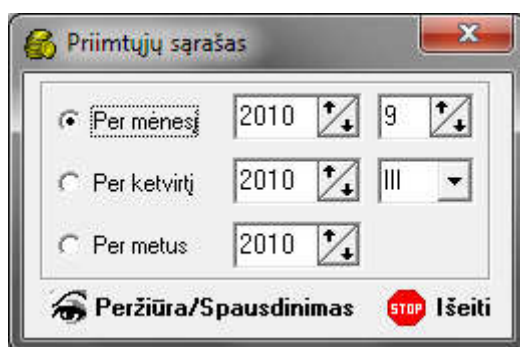 Priimtųjų sąrašas
Per mėnesį 2010 9
Per ketvirtį 2010 III
Per metus 2010
Peržiūra/Spausdinimas STOP Išeiti